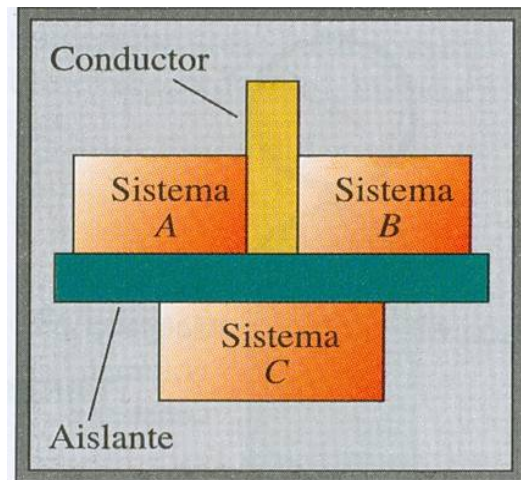 Conductor
Sistema
A
Sistema
B
Sistema
C
Aislante